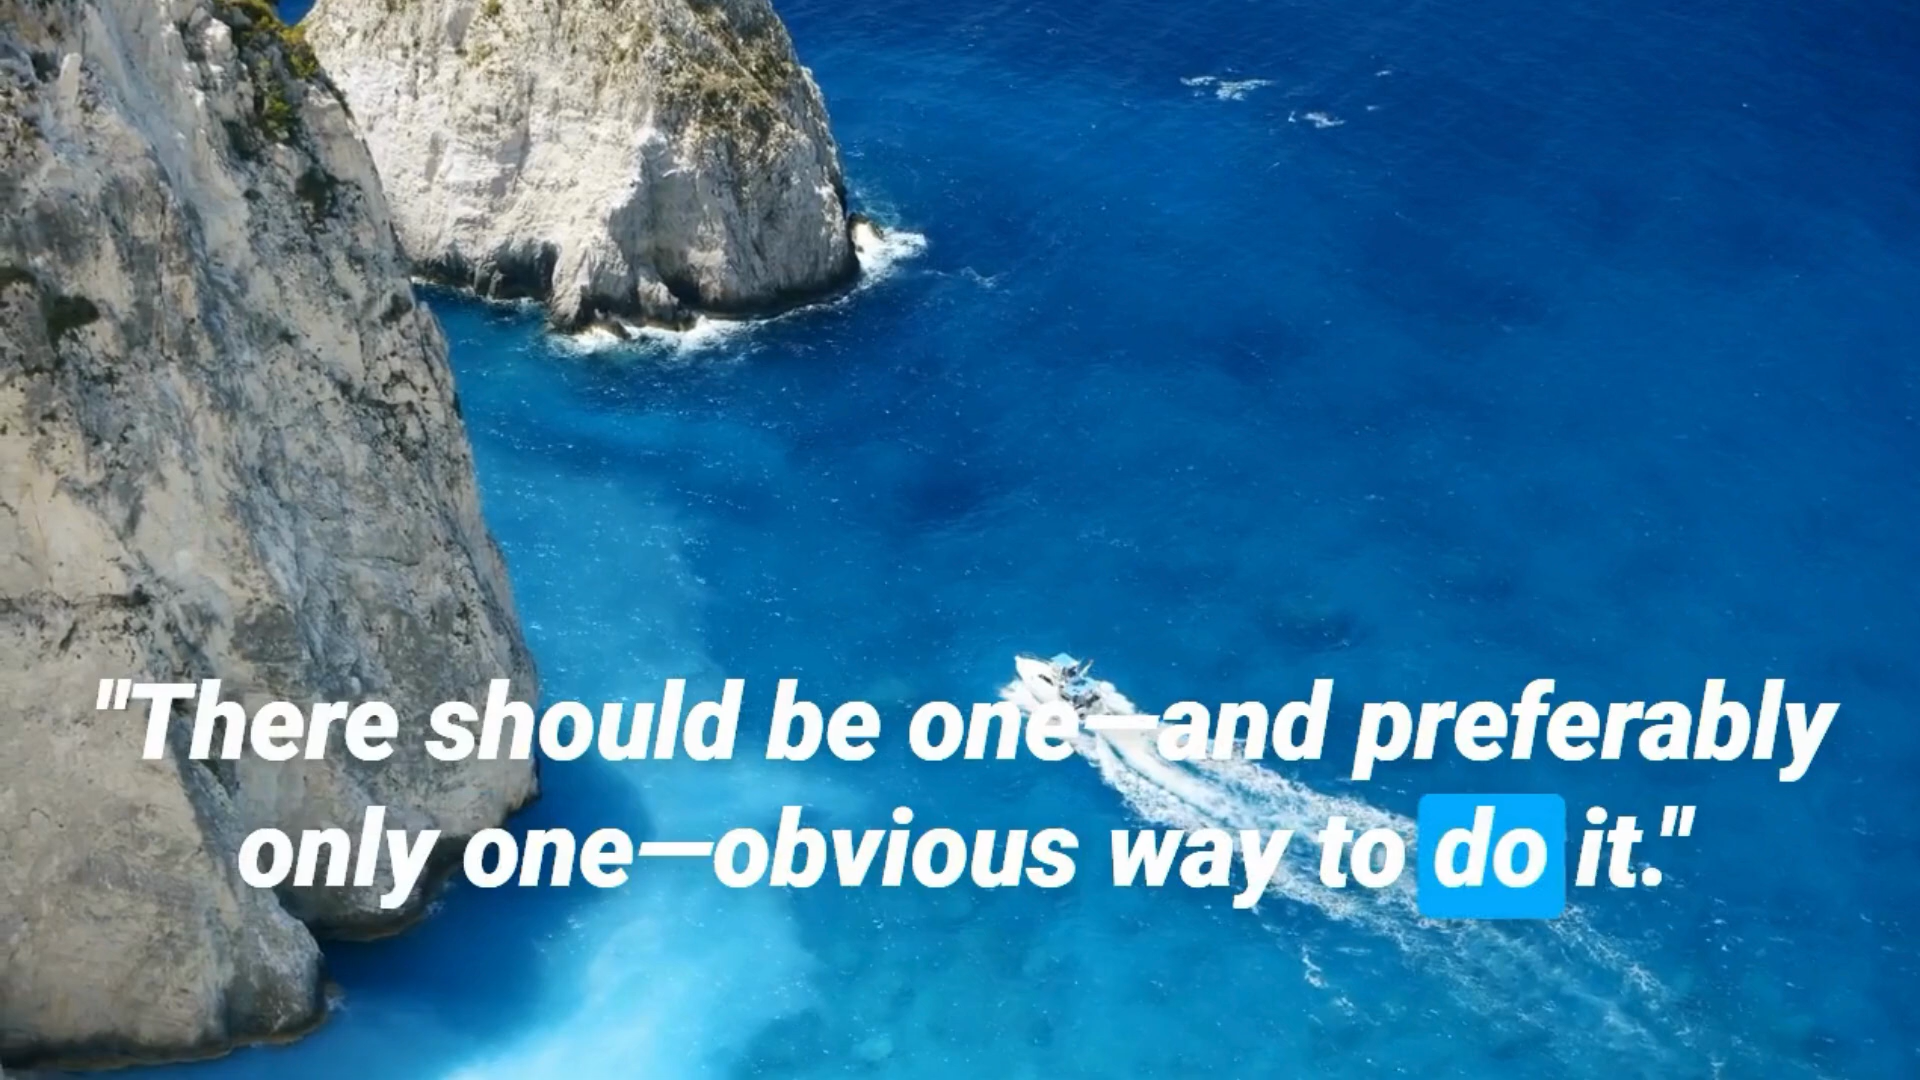 "There should be one—and preferably
only one—obvious way to do it."